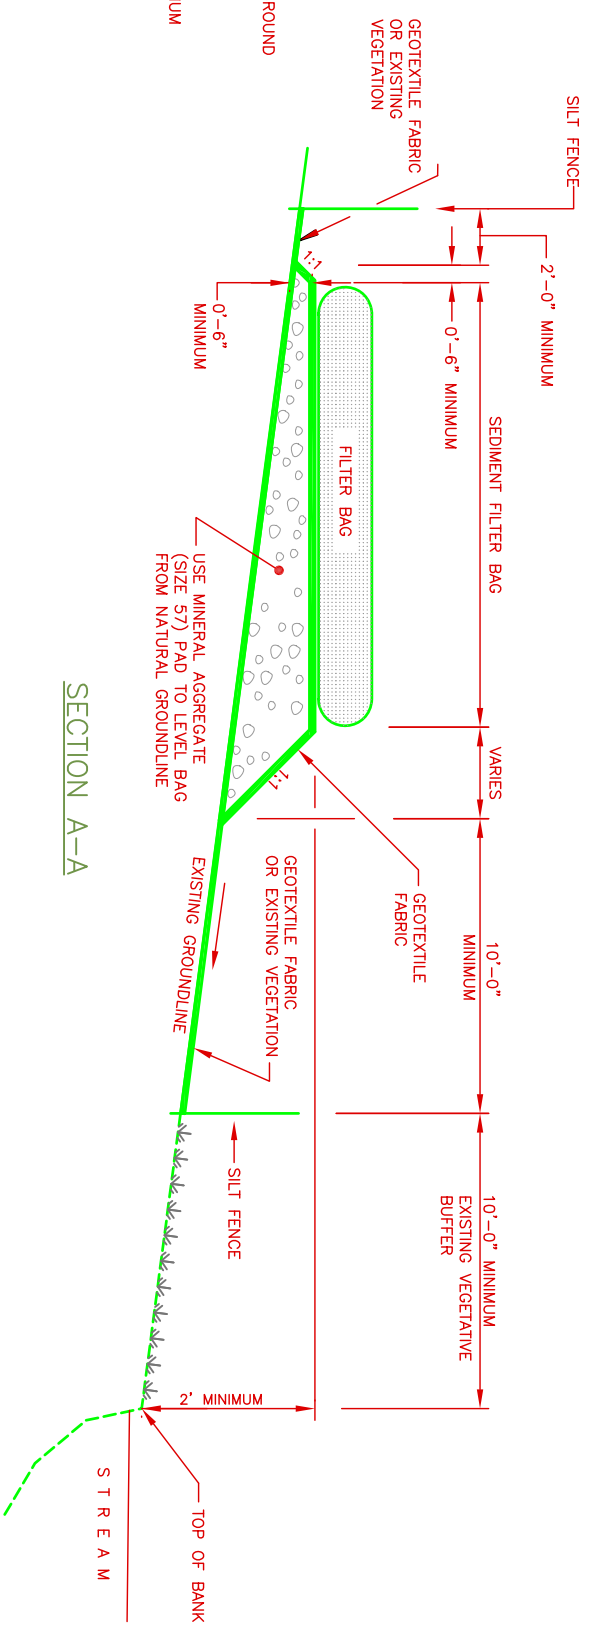 SILT FENCE
2'-0" MINIMUM
0'-6" MINIMUM
SEDIMENT FILTER BAG
VARIES
10'-0"
MINIMUM
10'-0" MINIMUM
EXISTING VEGETATIVE
BUFFER
GEOTEXTILE FABRIC
OR EXISTING
VEGETATION
1:1
FILTER BAG
GEOTEXTILE
FABRIC
0'-6"
MINIMUM
1:1
USE MINERAL AGGREGATE
(SIZE 57) PAD TO LEVEL BAG
FROM NATURAL GROUNDLINE
GEOTEXTILE FABRIC
OR EXISTING VEGETATION
EXISTING GROUNDLINE
SILT FENCE
2' MINIMUM
TOP OF BANK
STREAM
ROUND
UM
SECTION A-A